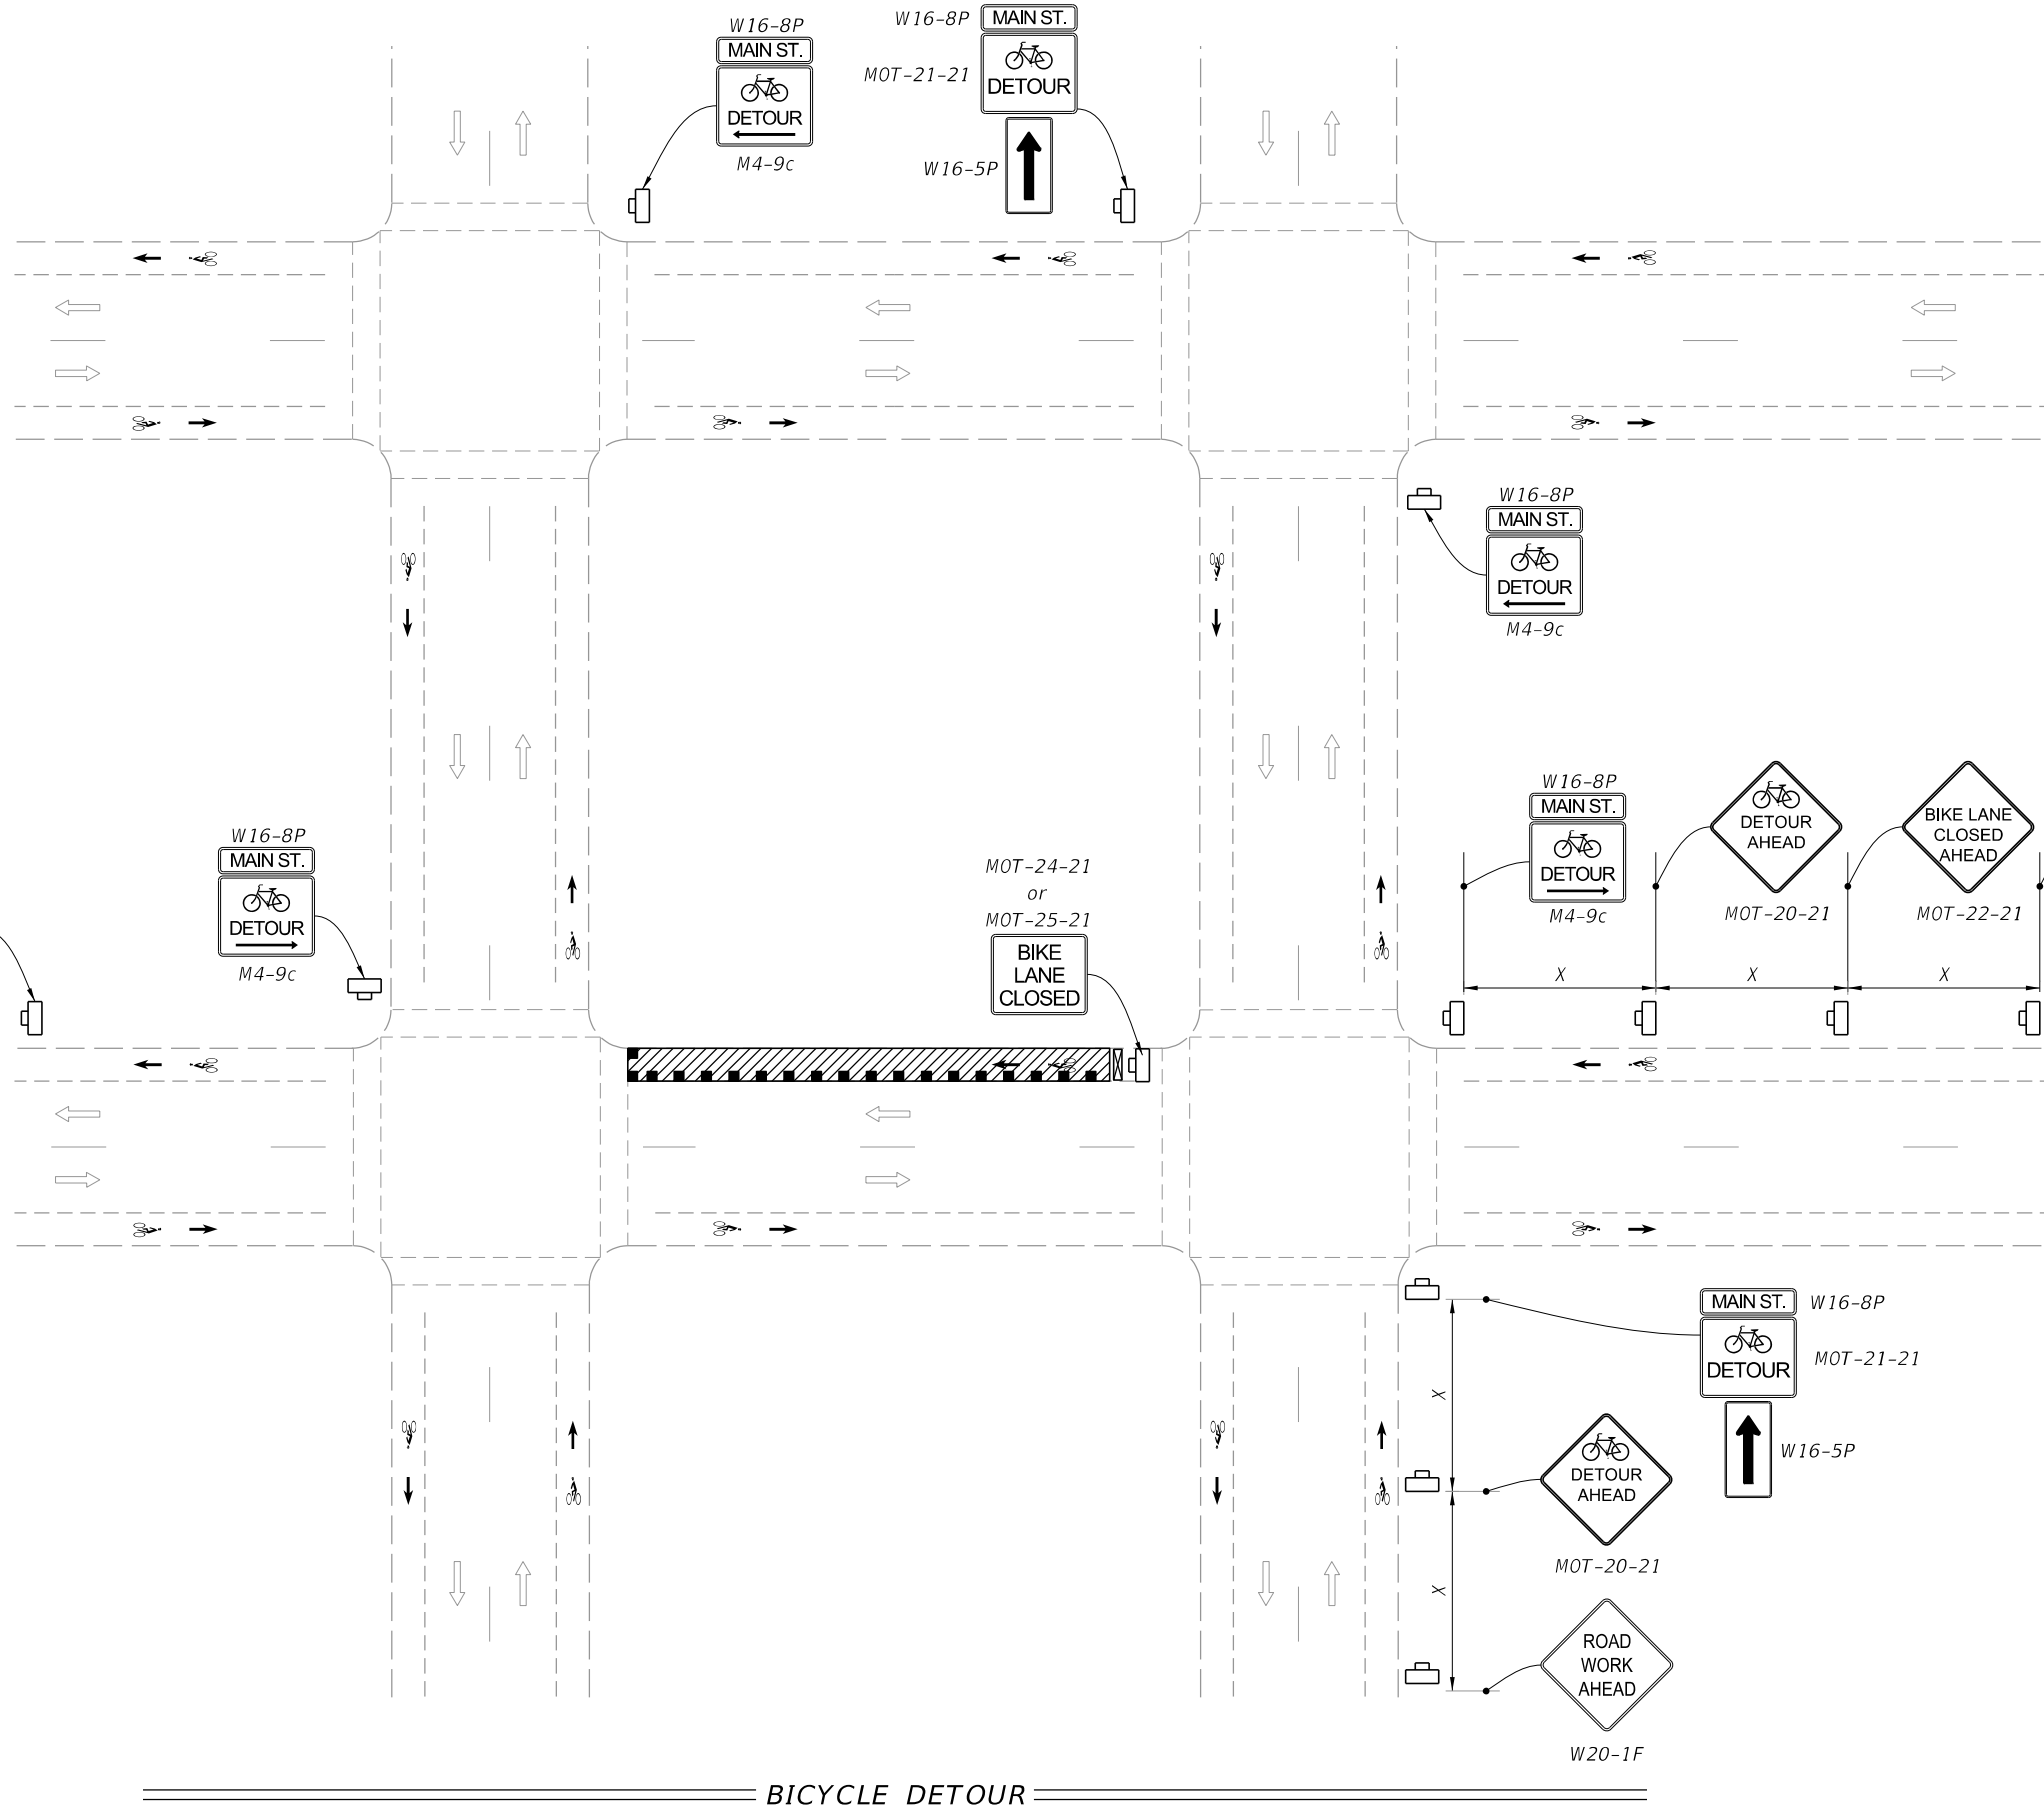 W16-8P
MAIN ST.
DETOUR
M4-9c
W16-8P
MAIN ST.
MOT-21-21
DETOUR
W16-5P
W16-8P
MAIN ST.
DETOUR
M4-9c
W16-8P
MAIN ST.
DETOUR
M4-9c
DETOUR
AHEAD
MOT-20-21
BIKE LANE
CLOSED
AHEAD
MOT-22-21
X
X
X
W16-8P
MAIN ST.
DETOUR
M4-9c
MOT-24-21
or
MOT-25-21
BIKE
LANE
CLOSED
MAIN ST.
W16-8P
DETOUR
MOT-21-21
W16-5P
X
DETOUR
AHEAD
MOT-20-21
X
ROAD
WORK
AHEAD
W20-1F
BICYCLE DETOUR